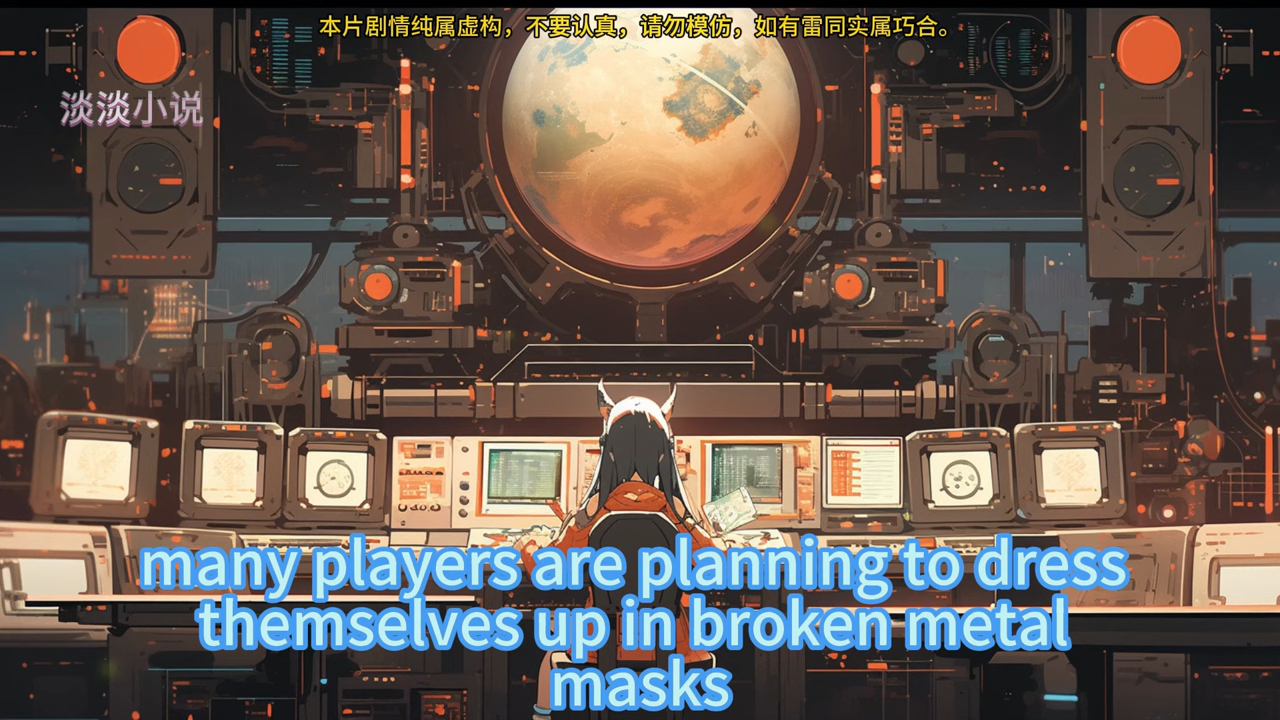 本片剧情纯属虚构，不要认真，请勿模仿，如有雷同实属巧合。
淡淡小说
many players are planning to dress
themselves up in broken metal
masks